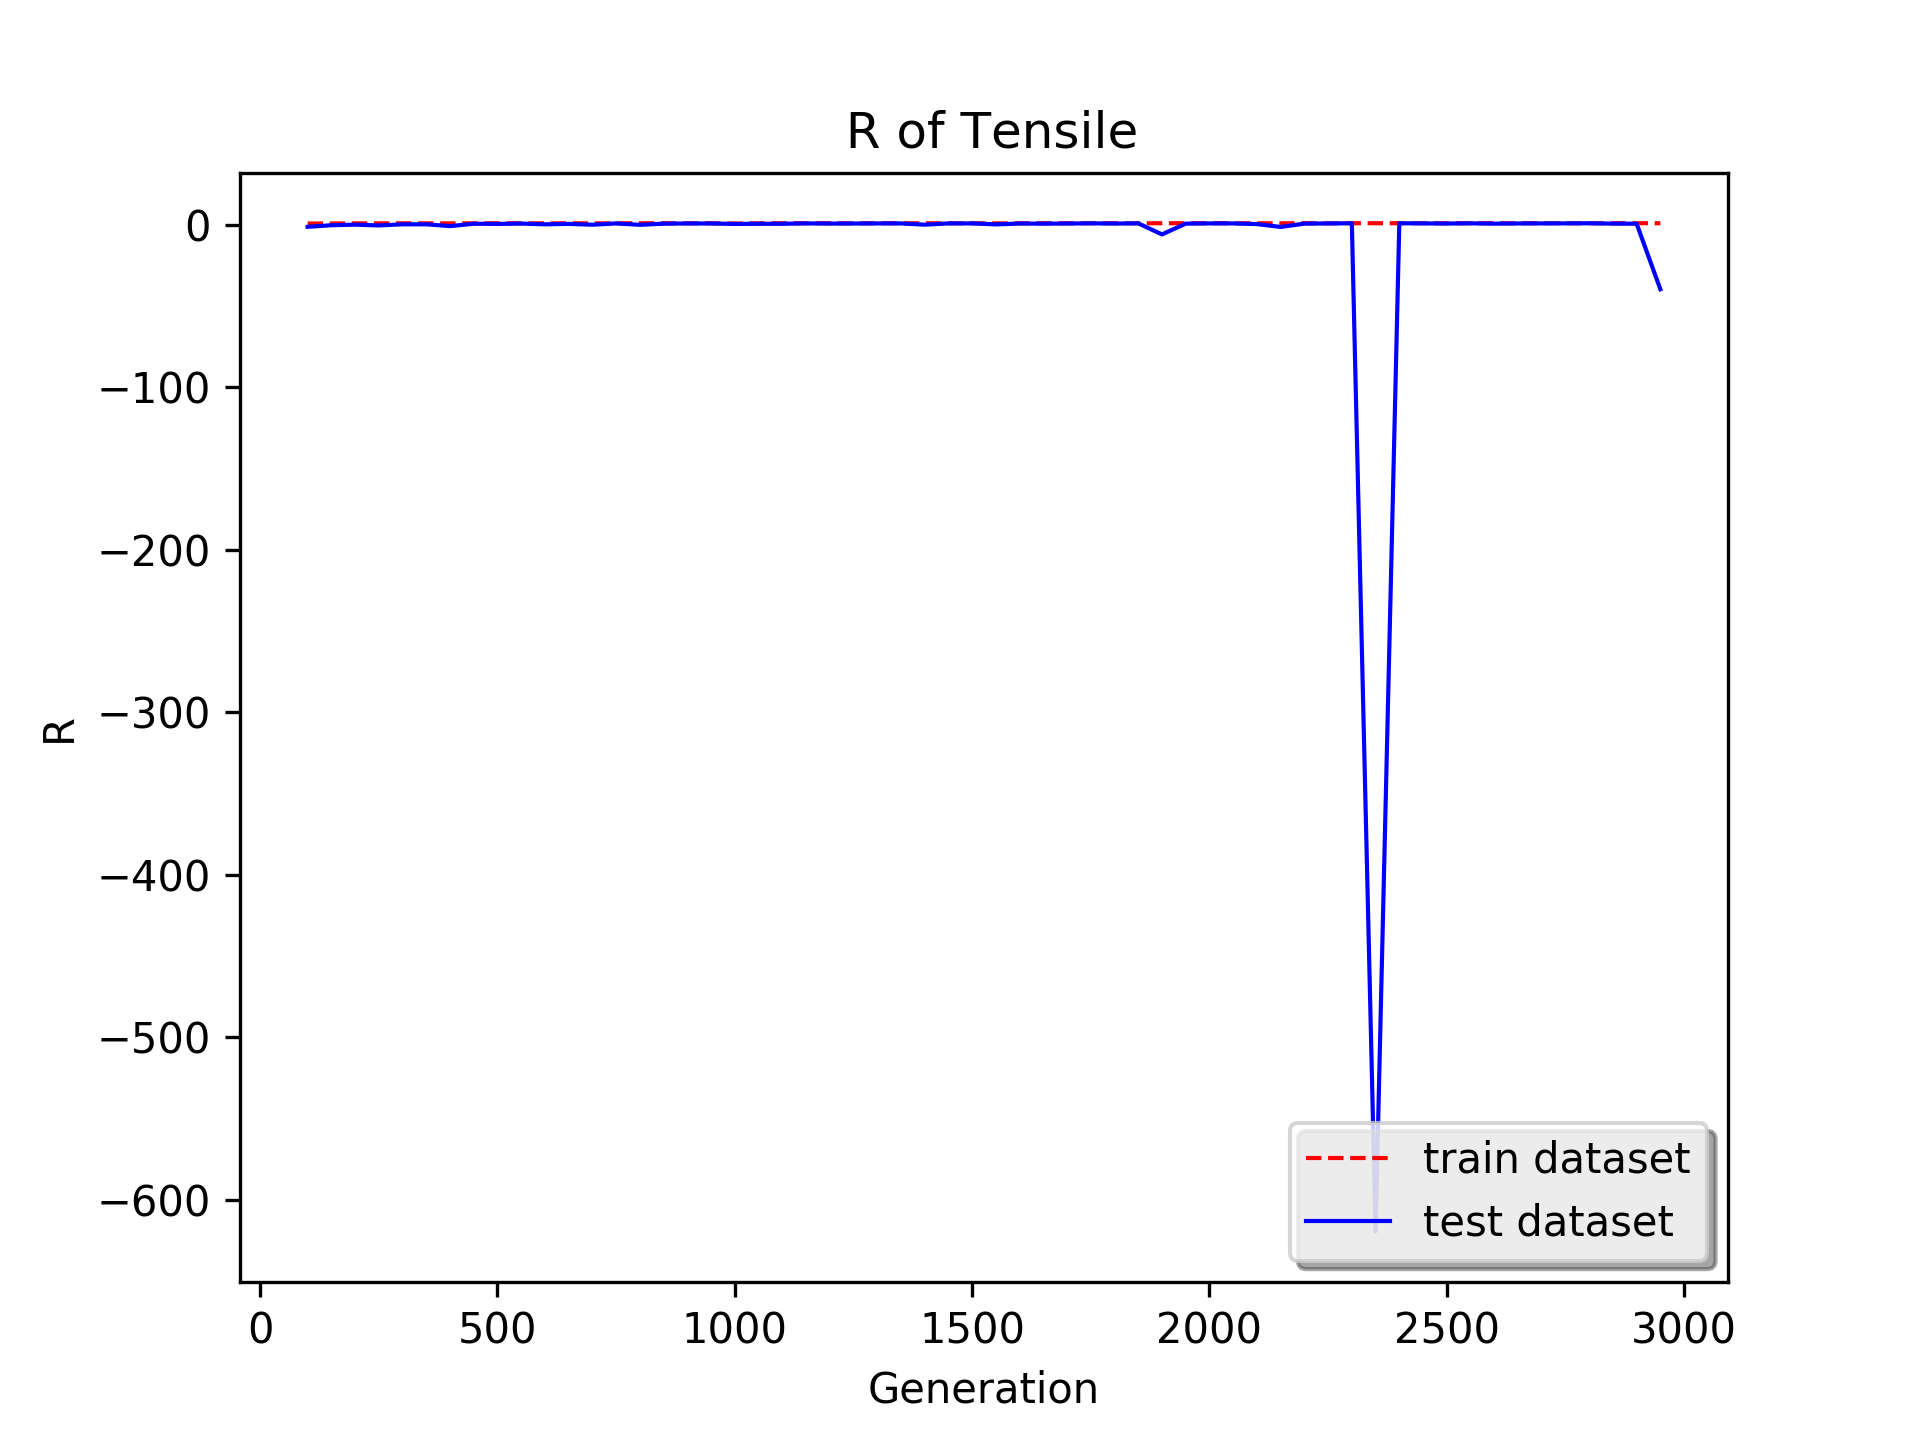 R of Tensile
R
0
−100
−200
−300
−400
−500
−600
train dataset
test dataset
0 500 1000 1500 2000 2500 3000
Generation